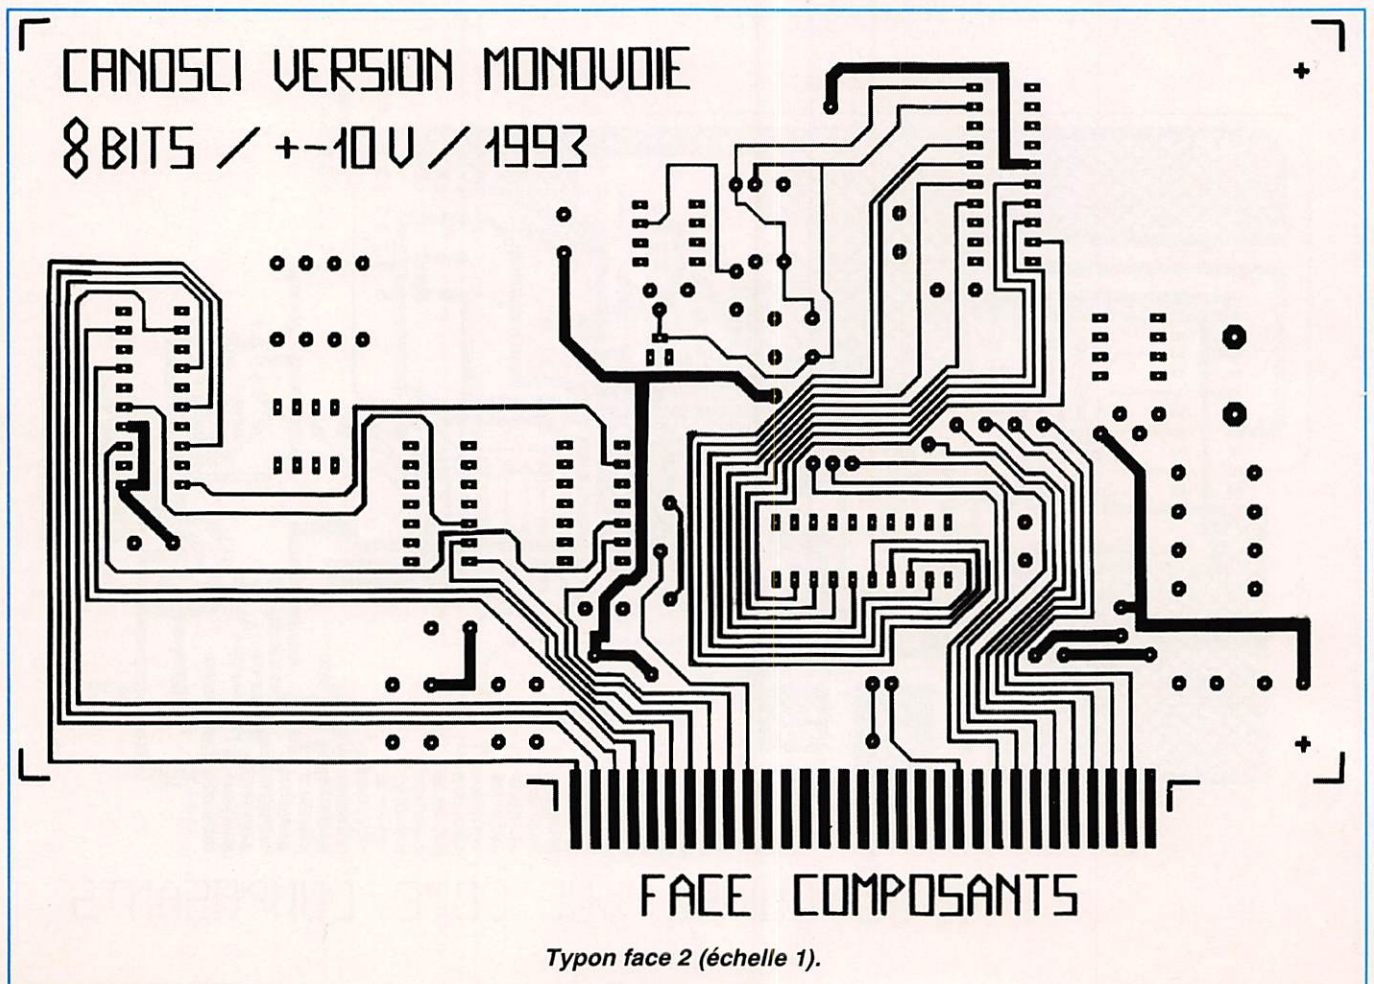 CANOSCI VERSION MONOVOIE
8 BITS / +-10 V / 1993
FACE COMPOSANTS
Typon face 2 (échelle 1).